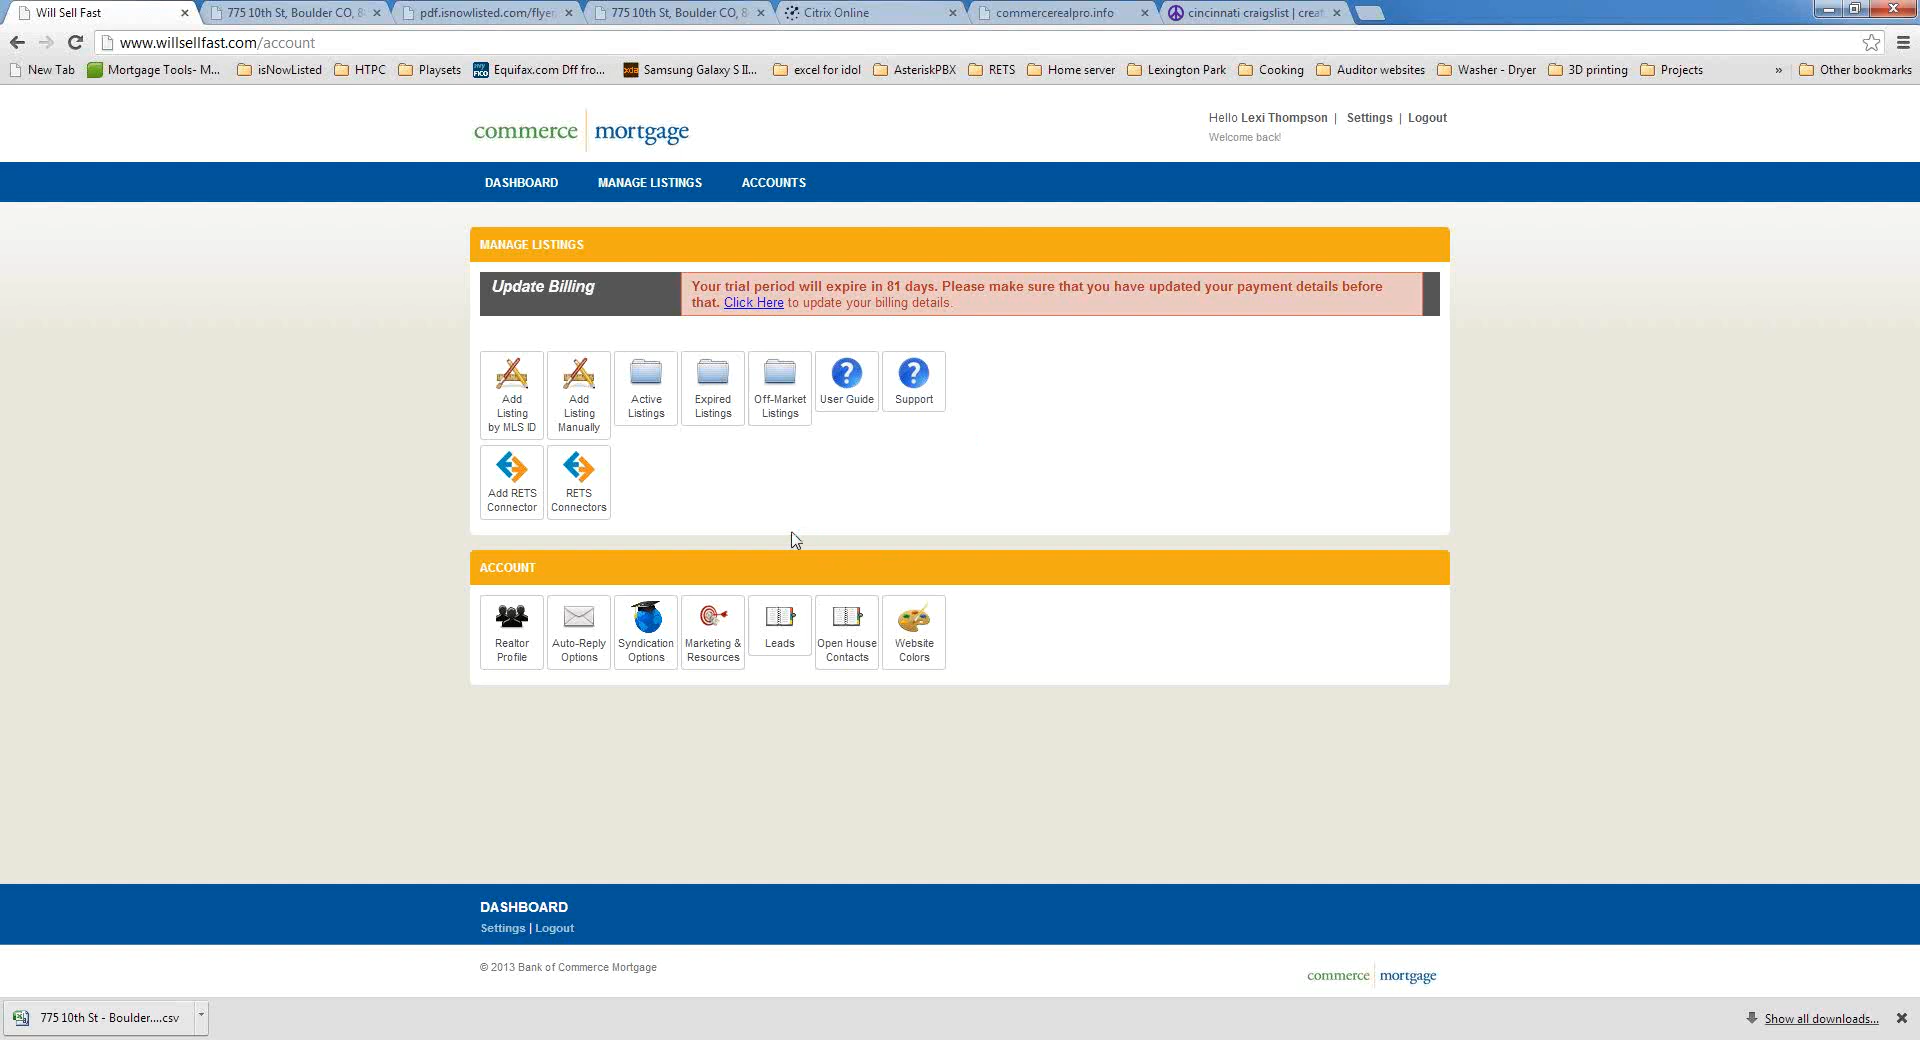 Will Sell Fast
775 10th St, Boulder CO, 8
pdf.isnowlisted.com/flyer
775 10th St, Boulder CO, 8
Citrix Online
commercerealpro.info
cincinnati craigslist | creat
www.willsellfast.com/account
New Tab
Mortgage Tools- M...
isNowListed
HTPC
Playsets
my FICO
Equifax.com Dff fro...
xda
Samsung Galaxy S II...
excel for idol
AsteriskPBX
RETS
Home server
Lexington Park
Cooking
Auditor websites
Washer - Dryer
3D printing
Projects
»
Other bookmarks
commerce | mortgage
Hello Lexi Thompson | Settings | Logout
Welcome back!
DASHBOARD
MANAGE LISTINGS
ACCOUNTS
MANAGE LISTINGS
Update Billing
Your trial period will expire in 81 days. Please make sure that you have updated your payment details before
that. Click Here to update your billing details.
Add
Listing
by MLS ID
Add
Listing
Manually
Active
Listings
Expired
Listings
Off-Market
Listings
User Guide
Support
Add RETS
Connector
RETS
Connectors
ACCOUNT
Realtor
Profile
Auto-Reply
Options
Syndication
Options
Marketing &
Resources
Leads
Open House
Contacts
Website
Colors
DASHBOARD
Settings | Logout
© 2013 Bank of Commerce Mortgage
commerce | mortgage
775 10th St - Boulder....csv
Show all downloads...